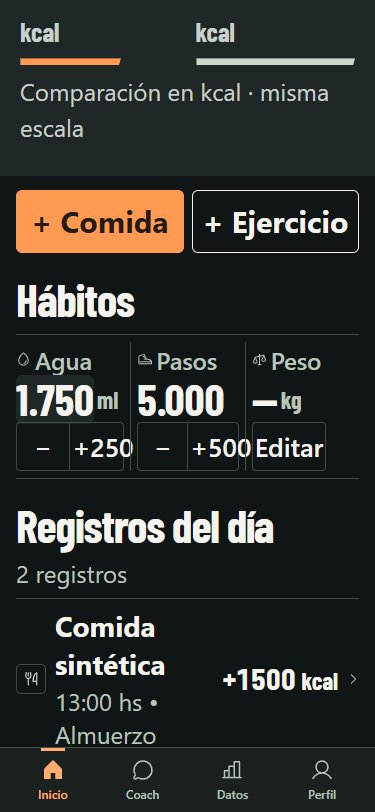 kcal kcal
Comparación en kcal · misma
escala
+ Comida + Ejercicio
Hábitos
Agua Pasos Peso
1.750 ml 5.000 — kg
− +250 − +500 Editar
Registros del día
2 registros
Comida
sintética
+1500 kcal
13:00 hs •
Almuerzo
Inicio Coach Datos Perfil